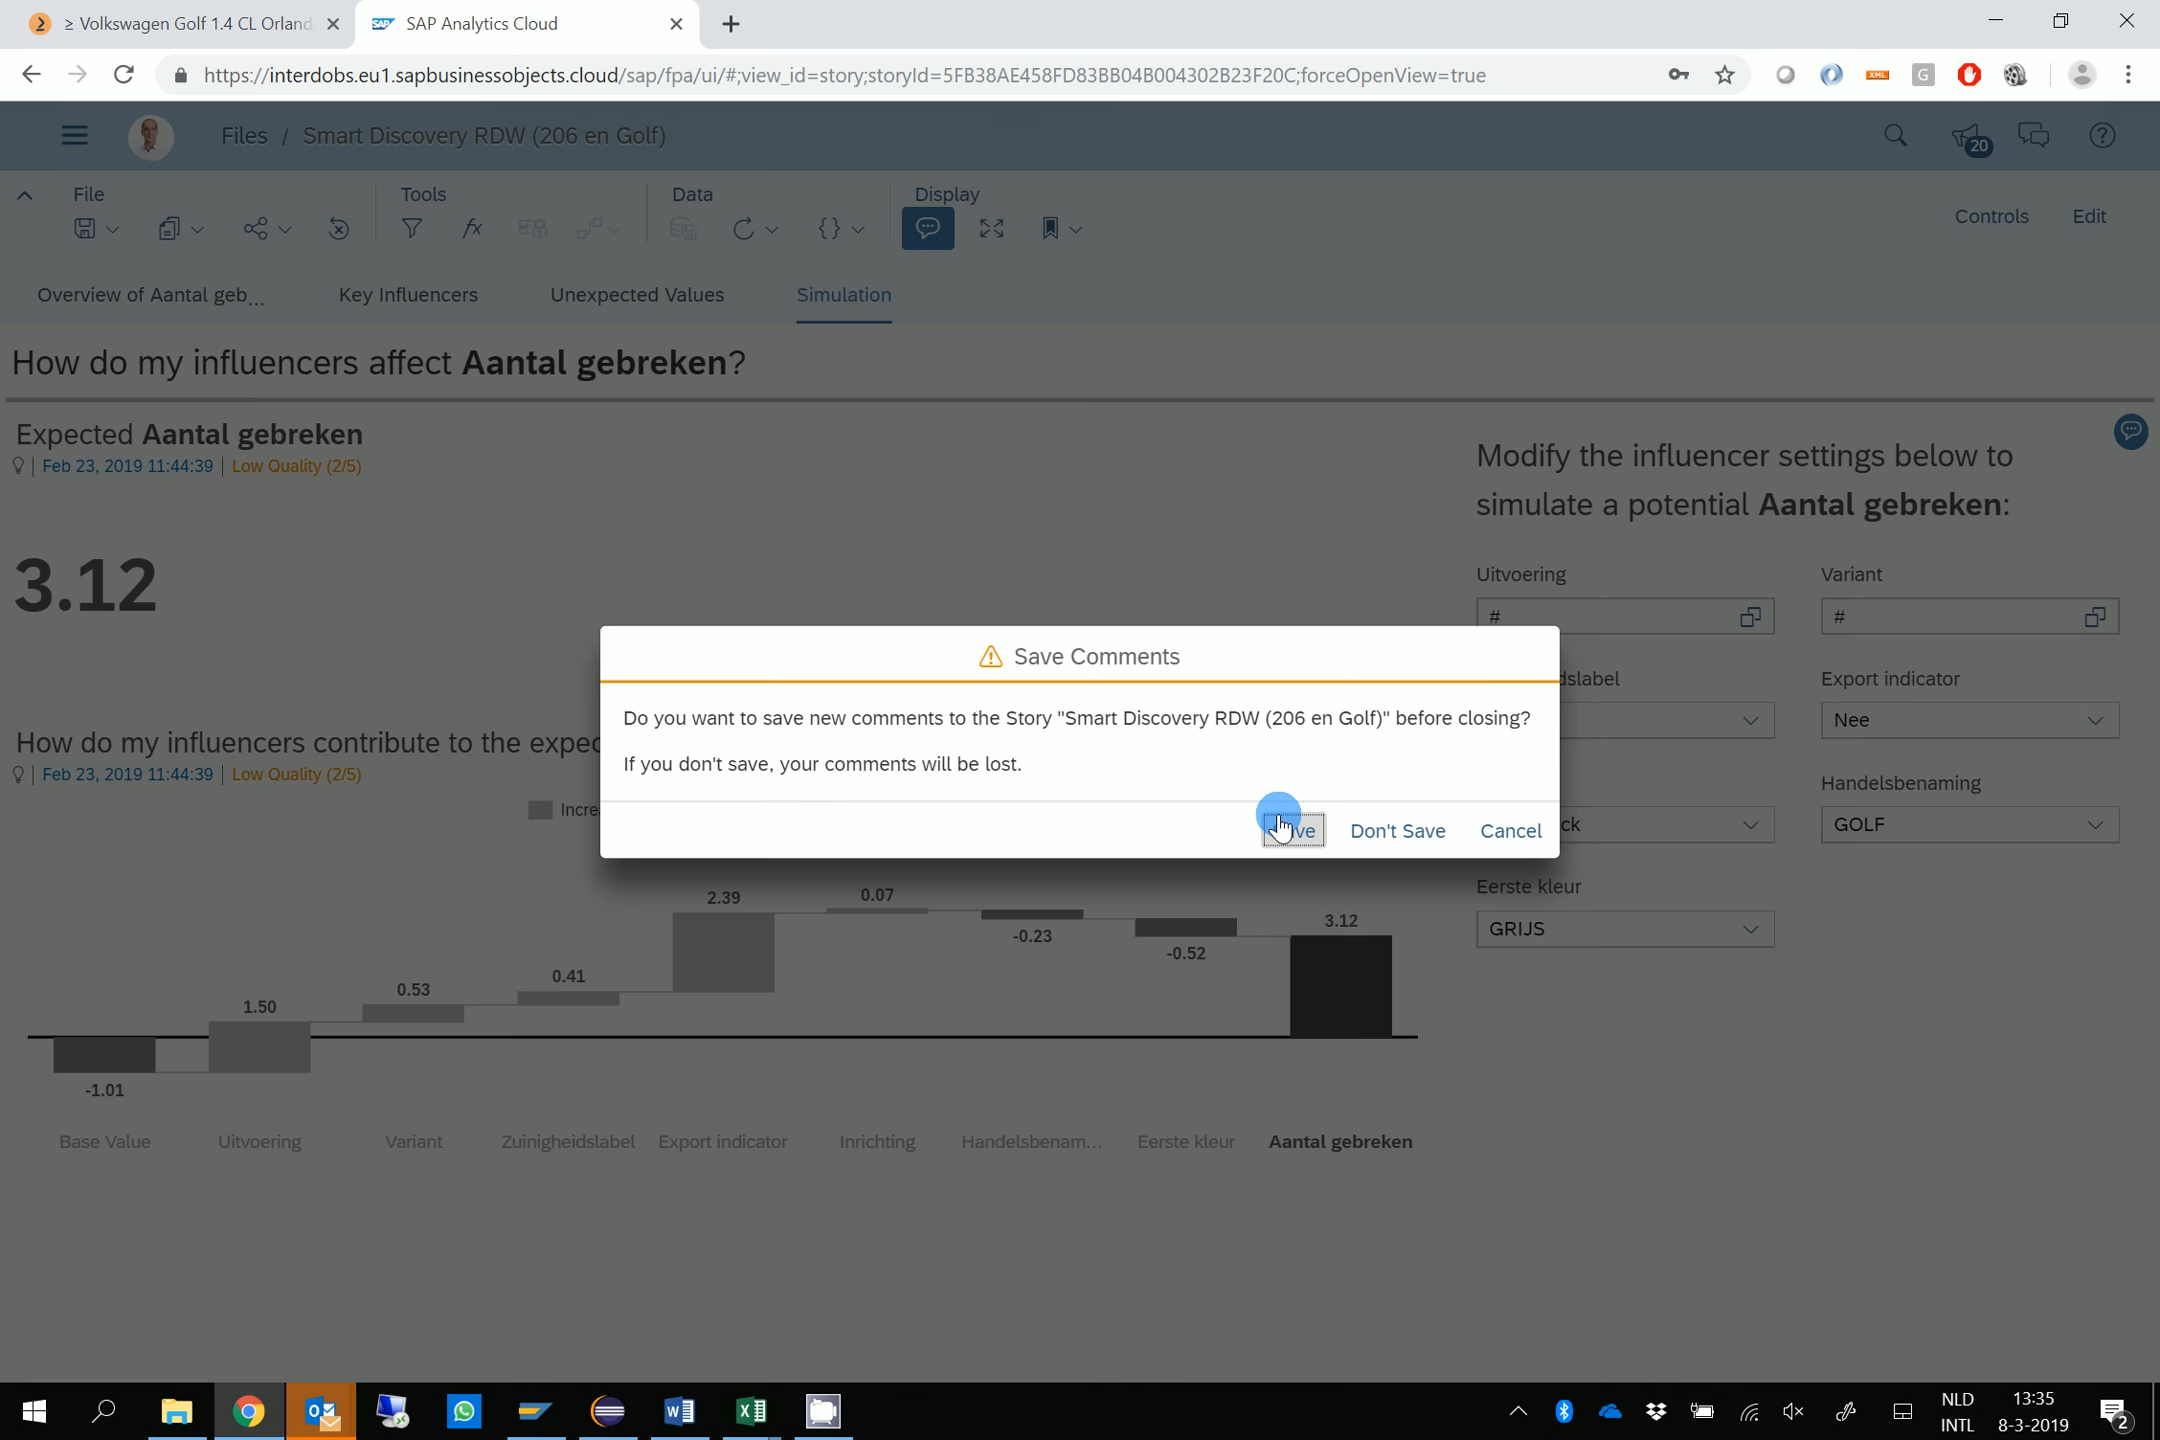 ≥ Volkswagen Golf 1.4 CL Orland
SAP Analytics Cloud
https://interdobs.eu1.sapbusinessobjects.cloud/sap/fpa/ui/#;view_id=story;storyId=5FB38AE458FD83BB04B004302B23F20C;forceOpenView=true
XML
G
Files / Smart Discovery RDW (206 en Golf)
20
File
Tools
Data
Display
Controls
Edit
Overview of Aantal geb...
Key Influencers
Unexpected Values
Simulation
How do my influencers affect Aantal gebreken?
Expected Aantal gebreken
Feb 23, 2019 11:44:39 | Low Quality (2/5)
3.12
Modify the influencer settings below to
simulate a potential Aantal gebreken:
Uitvoering
Variant
#
#
dslabel
Export indicator
Nee
Handelsbenaming
ck
GOLF
Eerste kleur
GRIJS
Save Comments
Do you want to save new comments to the Story "Smart Discovery RDW (206 en Golf)" before closing?
If you don't save, your comments will be lost.
Don't Save
Cancel
How do my influencers contribute to the expec
Feb 23, 2019 11:44:39 | Low Quality (2/5)
Incre
-1.01
1.50
0.53
0.41
2.39
0.07
-0.23
-0.52
3.12
Base Value
Uitvoering
Variant
Zuinigheidslabel
Export indicator
Inrichting
Handelsbenam...
Eerste kleur
Aantal gebreken
NLD
INTL
13:35
8-3-2019
2